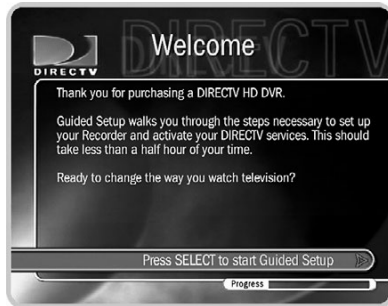 DIRECTV
Welcome
DIRECTV
Thank you for purchasing a DIRECTV HD DVR.
Guided Setup walks you through the steps necessary to set up
your Recorder and activate your DIRECTV services. This should
take less than a half hour of your time.
Ready to change the way you watch television?
Press SELECT to start Guided Setup
Progress